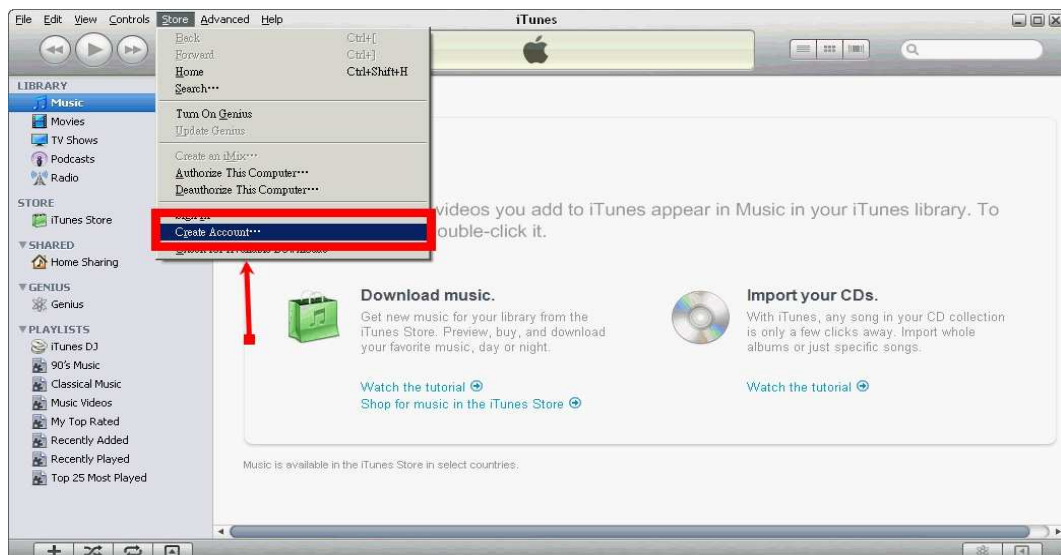 File Edit View Controls Store Advanced Help
iTunes
Back Ctrl+[
Forward Ctrl+]
Home Ctrl+Shift+H
Search···
Turn On Genius
Update Genius
Create an iMix···
Authorize This Computer···
Deauthorize This Computer···
Create Account···
LIBRARY
Music
Movies
TV Shows
Podcasts
Radio
STORE
iTunes Store
SHARED
Home Sharing
GENIUS
Genius
PLAYLISTS
iTunes DJ
90's Music
Classical Music
Music Videos
My Top Rated
Recently Added
Recently Played
Top 25 Most Played
videos you add to iTunes appear in Music in your iTunes library. To
ouble-click it.
Download music.
Get new music for your library from the
iTunes Store. Preview, buy, and download
your favorite music, day or night.
Watch the tutorial
Shop for music in the iTunes Store
Import your CDs.
With iTunes, any song in your CD collection
is only a few clicks away. Import whole
albums or just specific songs.
Watch the tutorial
Music is available in the iTunes Store in select countries.